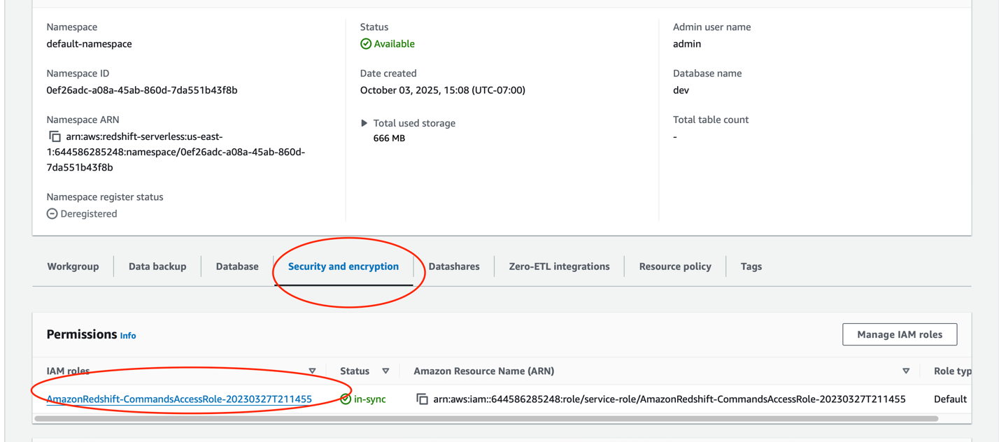 Namespace
default-namespace
Namespace ID
0ef26adc-a08a-45ab-860d-7da551b43f8b
Namespace ARN
arn:aws:redshift-serverless:us-east-
1:644586285248:namespace/0ef26adc-a08a-45ab-860d-
7da551b43f8b
Namespace register status
Deregistered
Status
Available
Date created
October 03, 2025, 15:08 (UTC-07:00)
Total used storage
666 MB
Admin user name
admin
Database name
dev
Total table count
-
Workgroup Data backup Database Security and encryption Datashares Zero-ETL integrations Resource policy Tags
Permissions Info
Manage IAM roles
IAM roles Status Amazon Resource Name (ARN) Role typ
AmazonRedshift-CommandsAccessRole-20230327T211455 in-sync arn:aws:iam::644586285248:role/service-role/AmazonRedshift-CommandsAccessRole-20230327T211455 Default